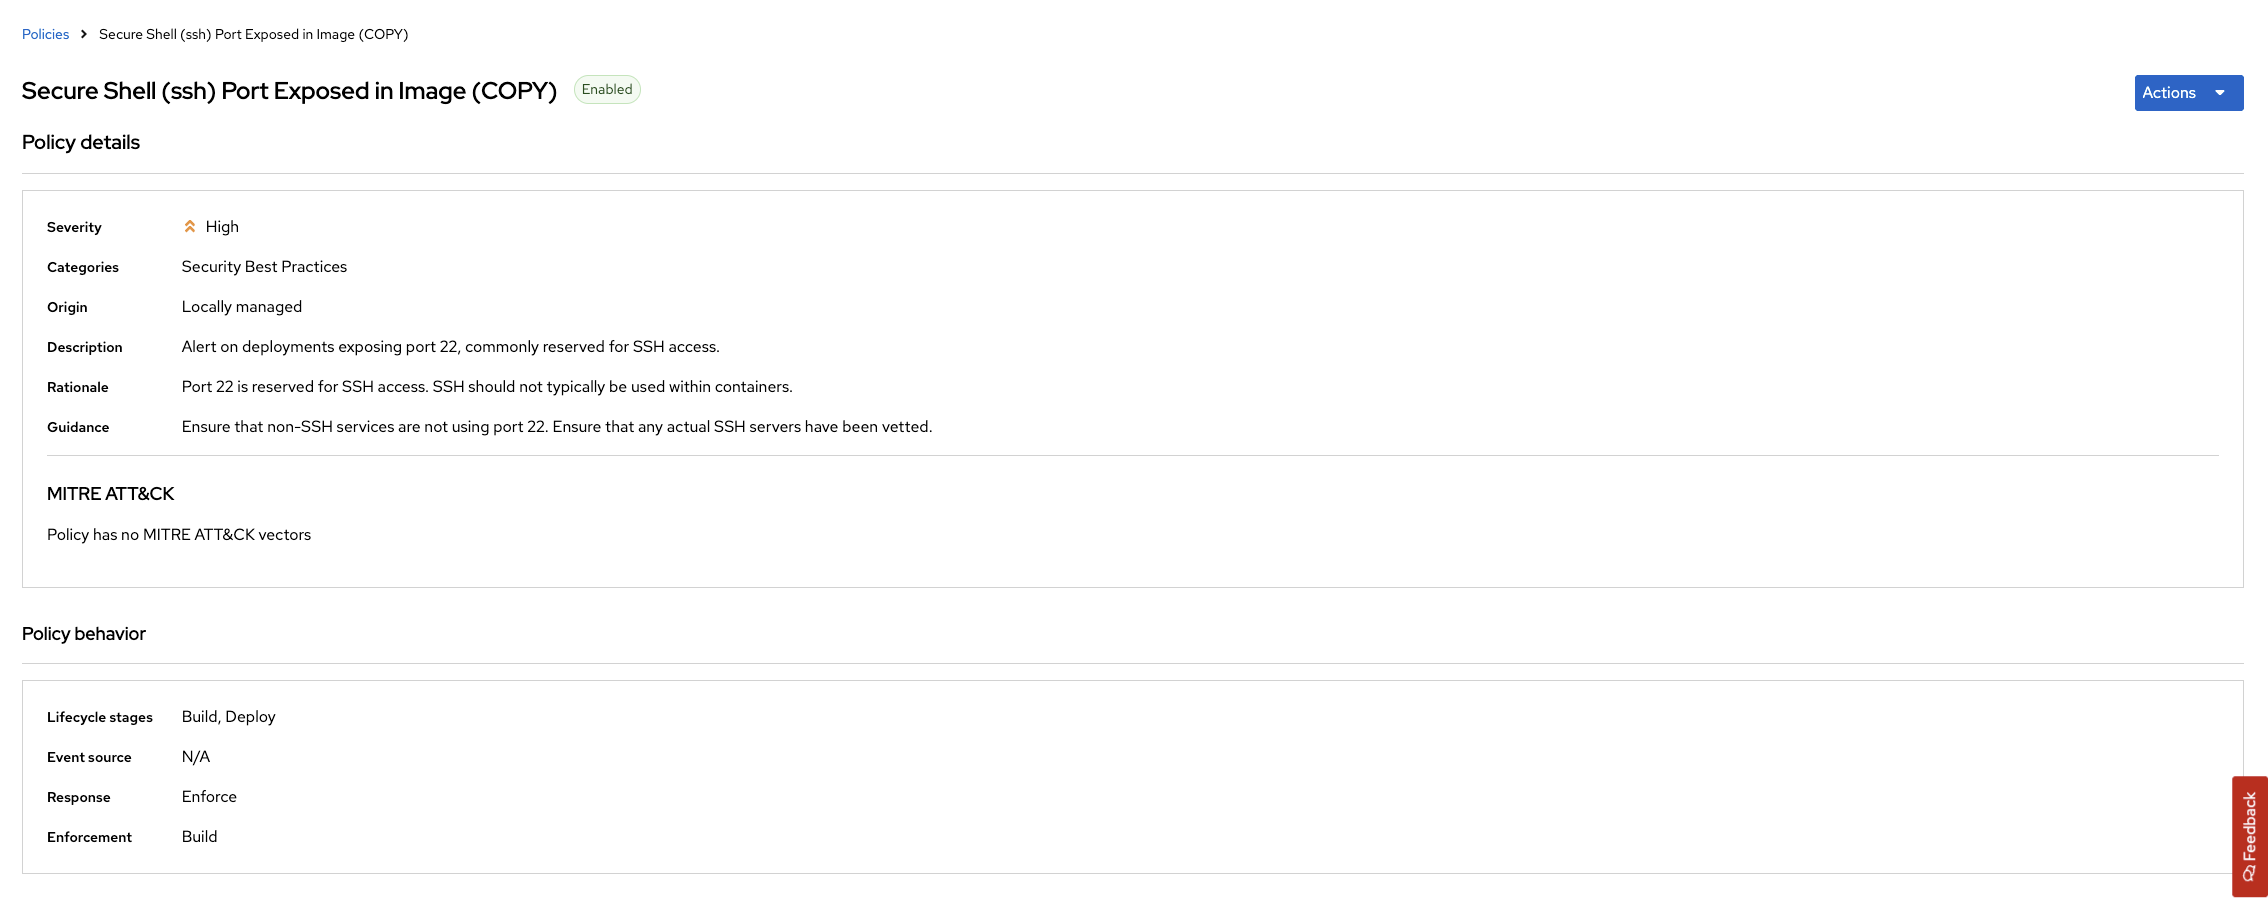 Policies > Secure Shell (ssh) Port Exposed in Image (COPY)
Secure Shell (ssh) Port Exposed in Image (COPY) Enabled
Actions
Policy details
Severity High
Categories Security Best Practices
Origin Locally managed
Description Alert on deployments exposing port 22, commonly reserved for SSH access.
Rationale Port 22 is reserved for SSH access. SSH should not typically be used within containers.
Guidance Ensure that non-SSH services are not using port 22. Ensure that any actual SSH servers have been vetted.
MITRE ATT&CK
Policy has no MITRE ATT&CK vectors
Policy behavior
Lifecycle stages Build, Deploy
Event source N/A
Response Enforce
Enforcement Build
Feedback